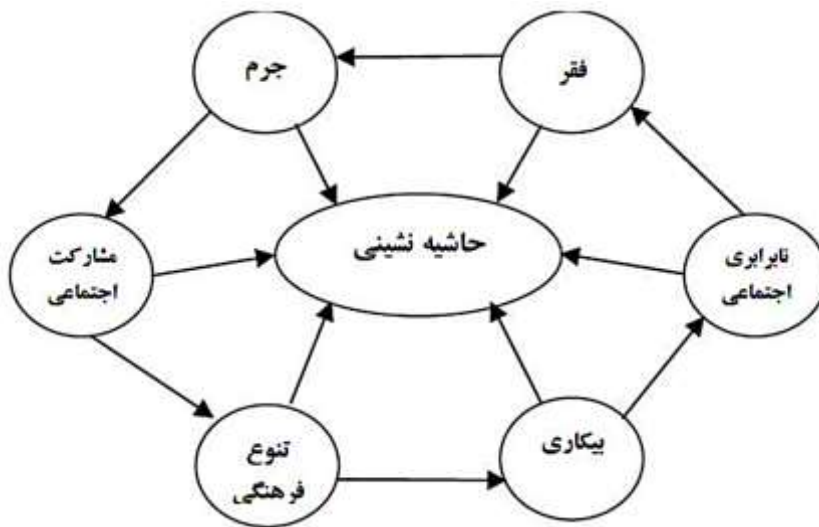 فقر
جرم
حاشیه نشینی
نابرابری
اجتماعی
مشارکت
اجتماعی
بیکاری
تنوع
فرهنگی